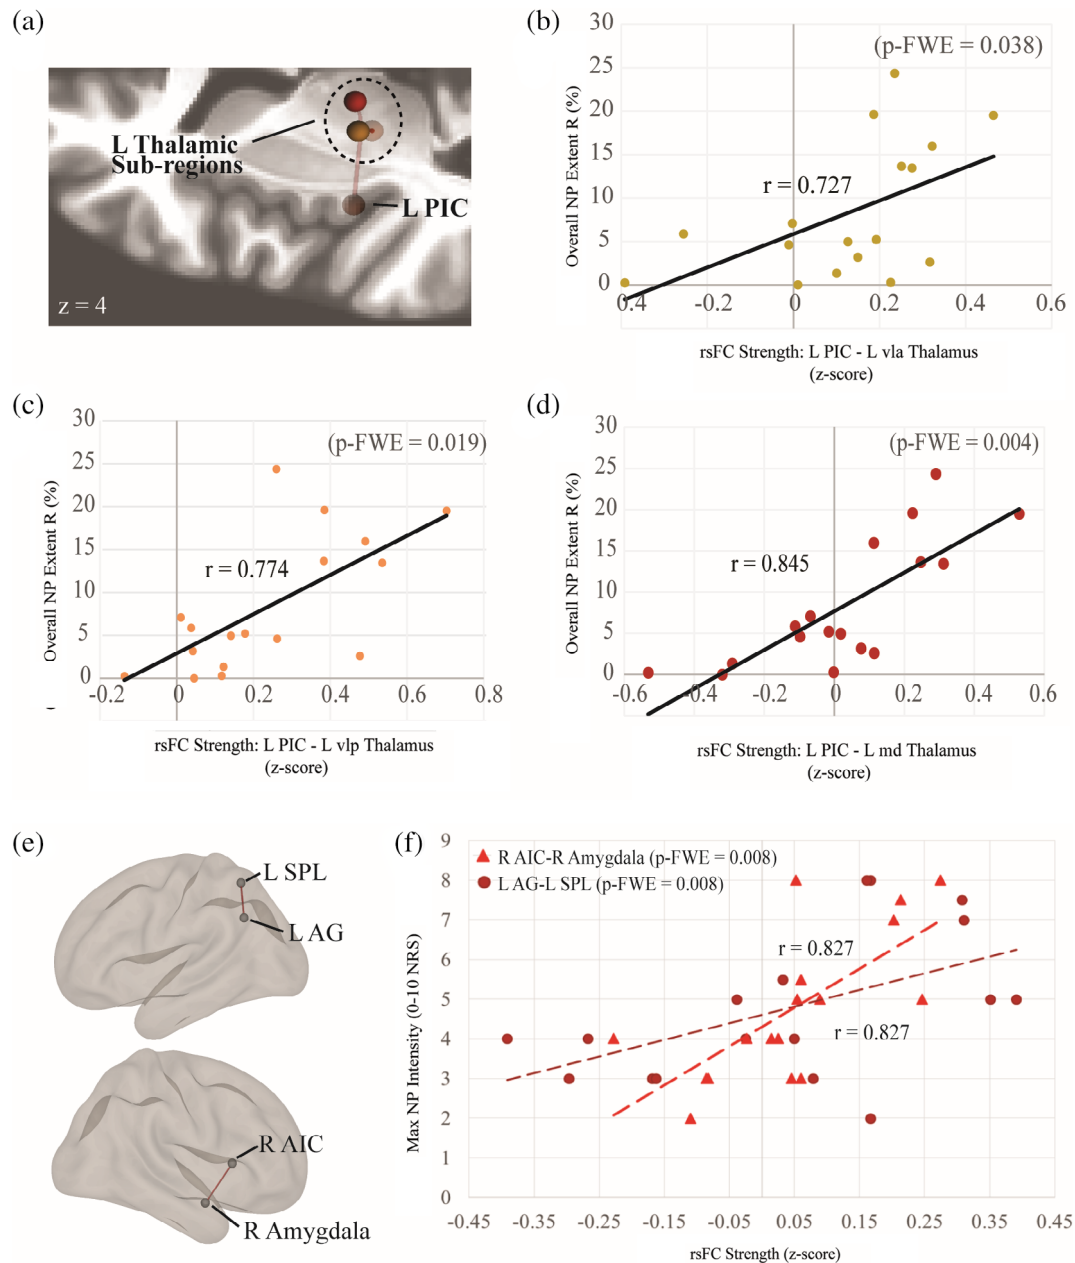 (a)
L Thalamic
Sub-regions
L PIC
z = 4
(b)
(p-FWE = 0.038)
r = 0.727
Overall NP Extent R (%)
30
25
20
15
10
5
0
0.4 -0.2 0 0.2 0.4 0.6
rsFC Strength: L PIC - L vla Thalamus
(z-score)
(c)
(p-FWE = 0.019)
r = 0.774
Overall NP Extent R (%)
30
25
20
15
10
5
0
-0.2 0 0.2 0.4 0.6 0.8
rsFC Strength: L PIC - L vlp Thalamus
(z-score)
(d)
(p-FWE = 0.004)
r = 0.845
Overall NP Extent R (%)
30
25
20
15
10
5
0
-0.6 -0.4 -0.2 0 0.2 0.4 0.6
rsFC Strength: L PIC - L md Thalamus
(z-score)
(e)
L SPL
L AG
R AIC
R Amygdala
(f)
R AIC-R Amygdala (p-FWE = 0.008)
L AG-L SPL (p-FWE = 0.008)
r = 0.827
r = 0.827
Max NP Intensity (0-10 NRS)
9
8
7
6
5
4
3
2
1
0
-0.45 -0.25 -0.15 -0.05 0.05 0.15 0.25 0.35 0.45
rsFC Strength (z-score)